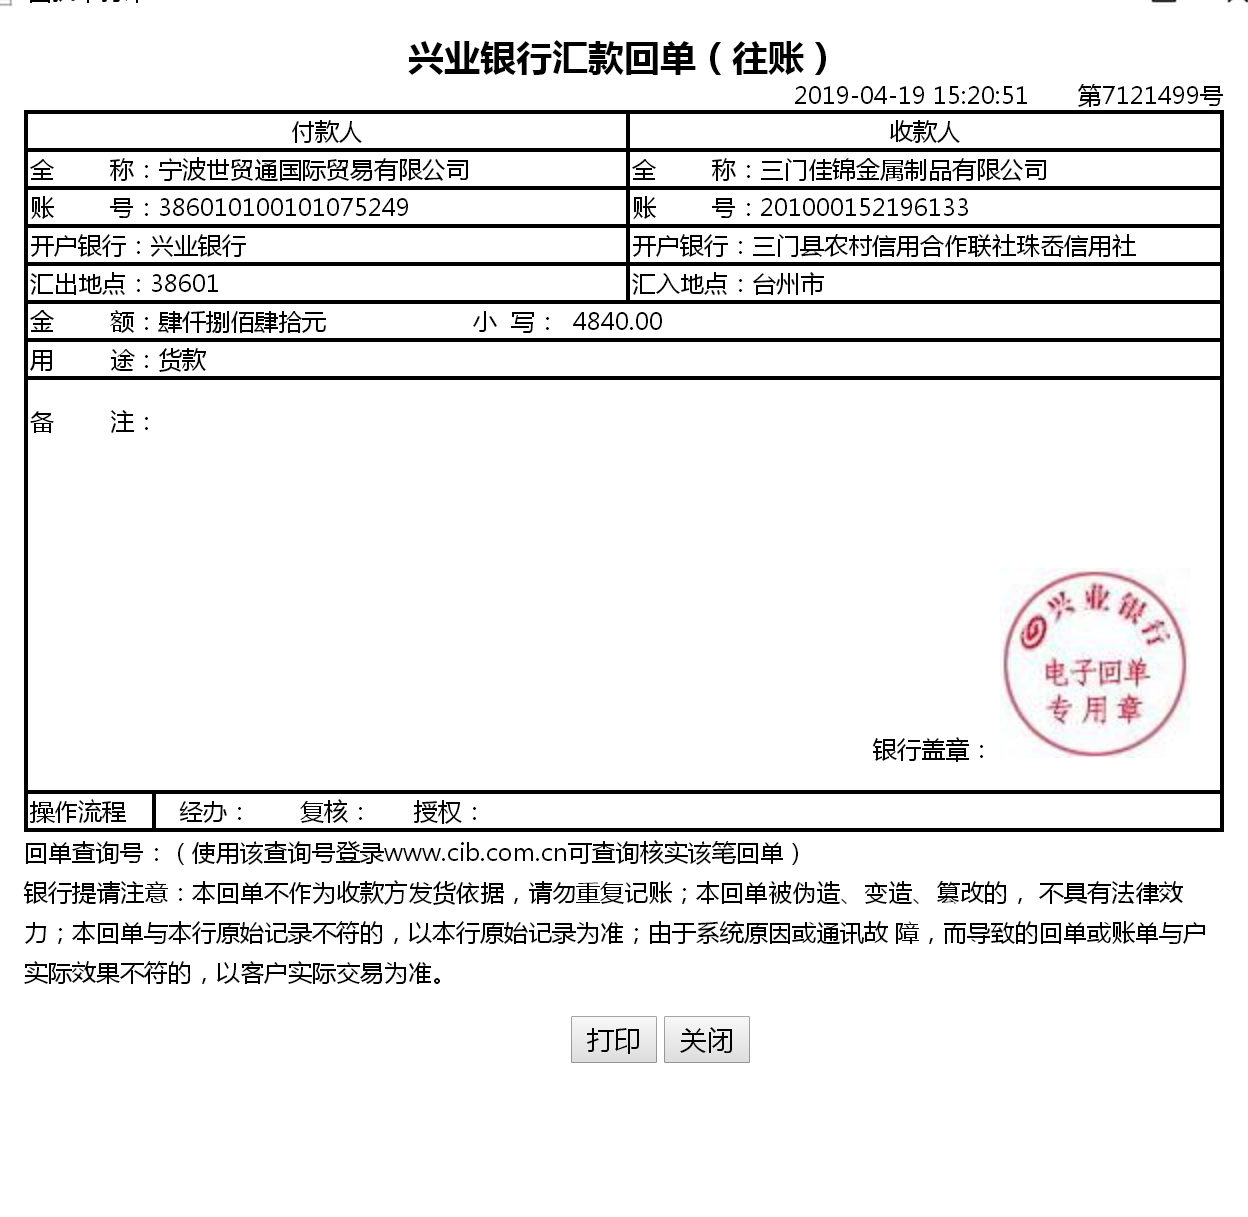 兴业银行汇款回单（往账）
2019-04-19 15:20:51 第7121499号
付款人 收款人
全 称：宁波世贸通国际贸易有限公司 全 称：三门佳锦金属制品有限公司
账 号：386010100101075249 账 号：201000152196133
开户银行：兴业银行 开户银行：三门县农村信用合作联社珠岙信用社
汇出地点：38601 汇入地点：台州市
金 额：肆仟捌佰肆拾元 小 写： 4840.00
用 途：货款
备 注：
兴业银行
电子回单
专用章
银行盖章：
操作流程 经办： 复核： 授权：
回单查询号：（使用该查询号登录www.cib.com.cn可查询核实该笔回单）
银行提请注意：本回单不作为收款方发货依据，请勿重复记账；本回单被伪造、变造、篡改的， 不具有法律效
力；本回单与本行原始记录不符的，以本行原始记录为准；由于系统原因或通讯故 障，而导致的回单或账单与户
实际效果不符的，以客户实际交易为准。
打印 关闭